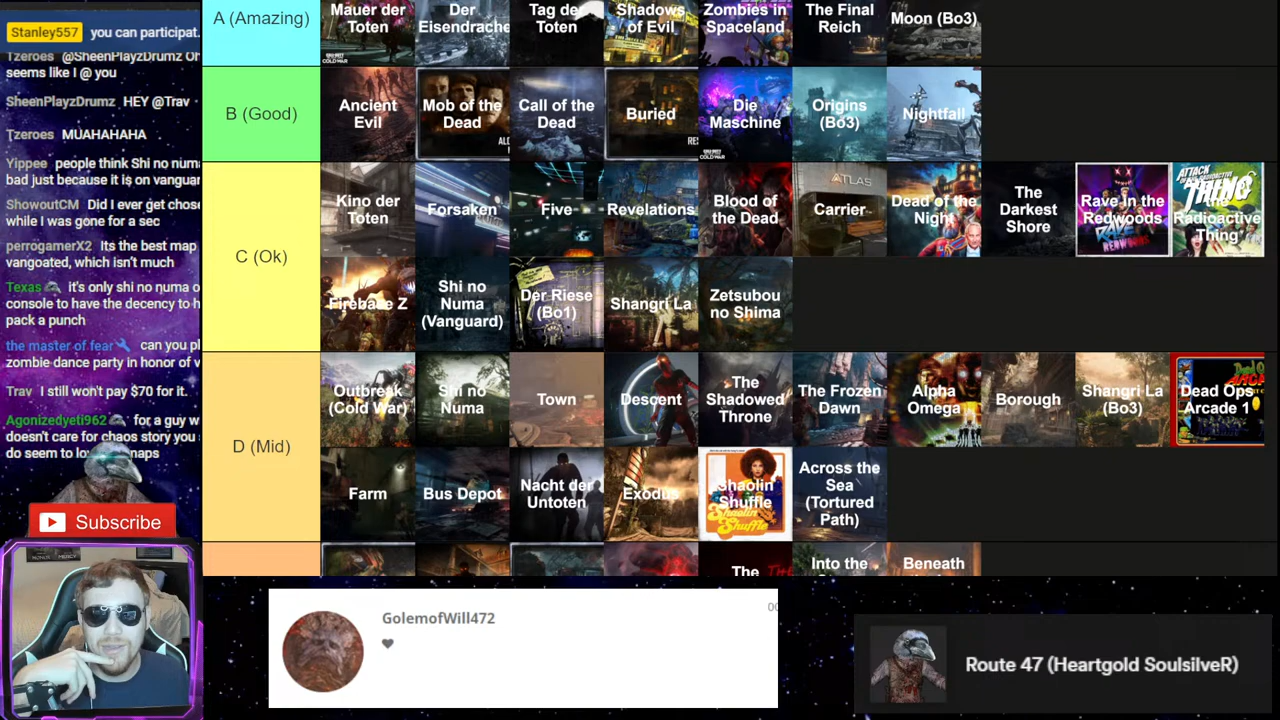 Stanley557 you can participat.
Tzeroes @SheenPlayzDrumz Oh
seems like I @ you
SheenPlayzDrumz HEY @Trav
Tzeroes MUAHAHAHA
Yippee people think Shi no num
bad just because it is on vanguar
ShowoutCM Did I ever get chose
while I was gone for a sec
perrogamerX2 Its the best map
vangoated, which isn't much
Texas it's only shi no numa o
console to have the decency to h
pack a punch
the master of fear can you pl
zombie dance party in honor of v
Trav I still won't pay $70 for it.
Agonizedyeti962 for a guy w
doesn't care for chaos story you
do seem to lo maps
Subscribe
A (Amazing)
Mauer der
Toten
Der
Eisendrache
Tag der
Toten
Shadows
of Evil
Zombies in
Spaceland
The Final
Reich
Moon (Bo3)
B (Good)
Ancient
Evil
Mob of the
Dead
Call of the
Dead
Buried
Die
Maschine
Origins
(Bo3)
Nightfall
C (Ok)
Kino der
Toten
Forsaken
Five
Revelations
Blood of
the Dead
ATLAS
Carrier
Dead of the
Night
The
Darkest
Shore
Rave in the
Redwoods
ATTACK
THING
Radioactive
Thing"
Firebase Z
Shi no
Numa
(Vanguard)
Der Riese
(Bo1)
Shangri La
Zetsubou
no Shima
D (Mid)
Outbreak
(Cold War)
Shi no
Numa
Town
Descent
The
Shadowed
Throne
The Frozen
Dawn
Alpha
Omega
Borough
Shangri La
(Bo3)
Dead Ops
Arcade 1
Farm
Bus Depot
Nacht der
Untoten
Exodus
Shaolin
Shuffle
Across the
Sea
(Tortured
Path)
The
Into the
Beneath
GolemofWill472
❤
Route 47 (Heartgold SoulsilveR)